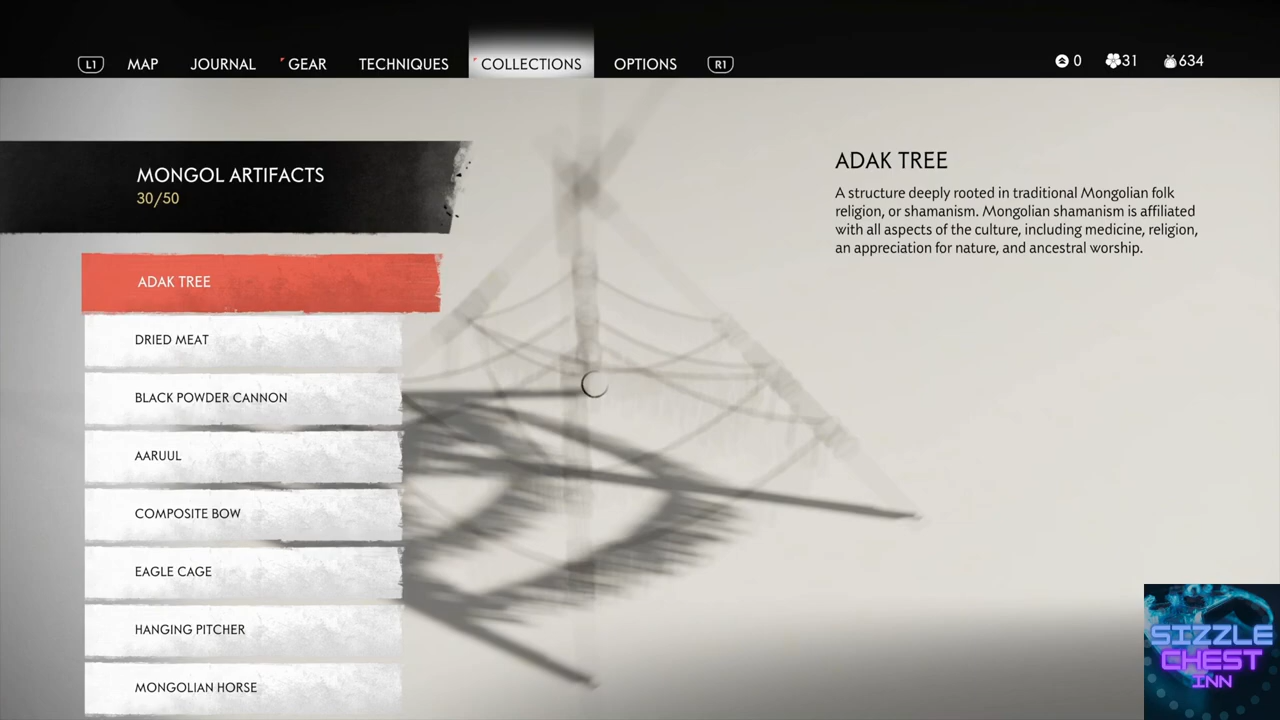 L1 MAP JOURNAL GEAR TECHNIQUES COLLECTIONS OPTIONS R1 0 31 634
MONGOL ARTIFACTS
30/50
ADAK TREE
DRIED MEAT
BLACK POWDER CANNON
AARUUL
COMPOSITE BOW
EAGLE CAGE
HANGING PITCHER
MONGOLIAN HORSE
ADAK TREE
A structure deeply rooted in traditional Mongolian folk
religion, or shamanism. Mongolian shamanism is affiliated
with all aspects of the culture, including medicine, religion,
an appreciation for nature, and ancestral worship.
SIZZLE
CHEST
INN